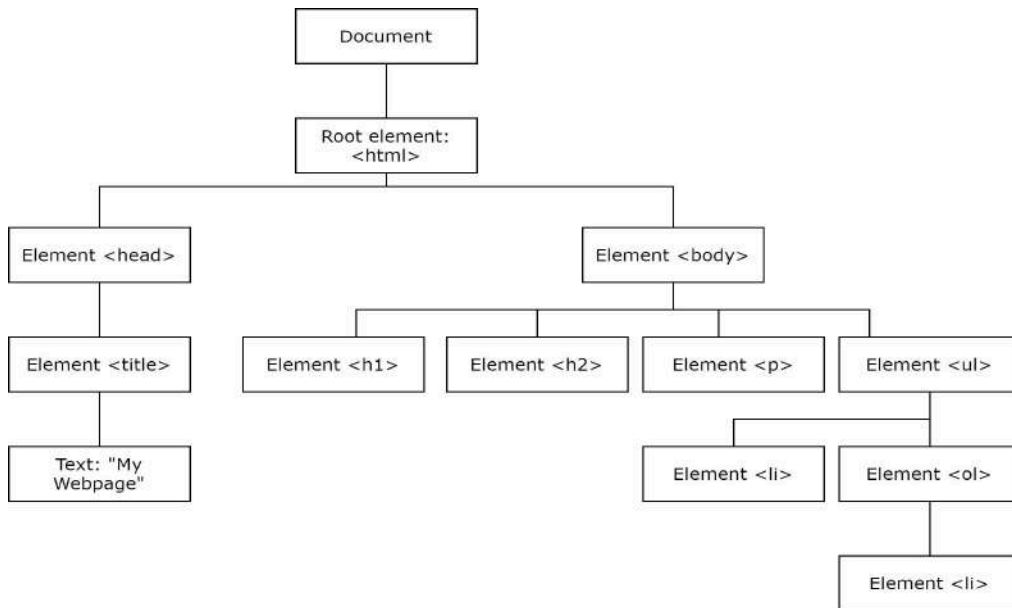 Document
Root element:
<html>
Element <head>
Element <body>
Element <title>
Element <h1>
Element <h2>
Element <p>
Element <ul>
Text: "My
Webpage"
Element <li>
Element <ol>
Element <li>